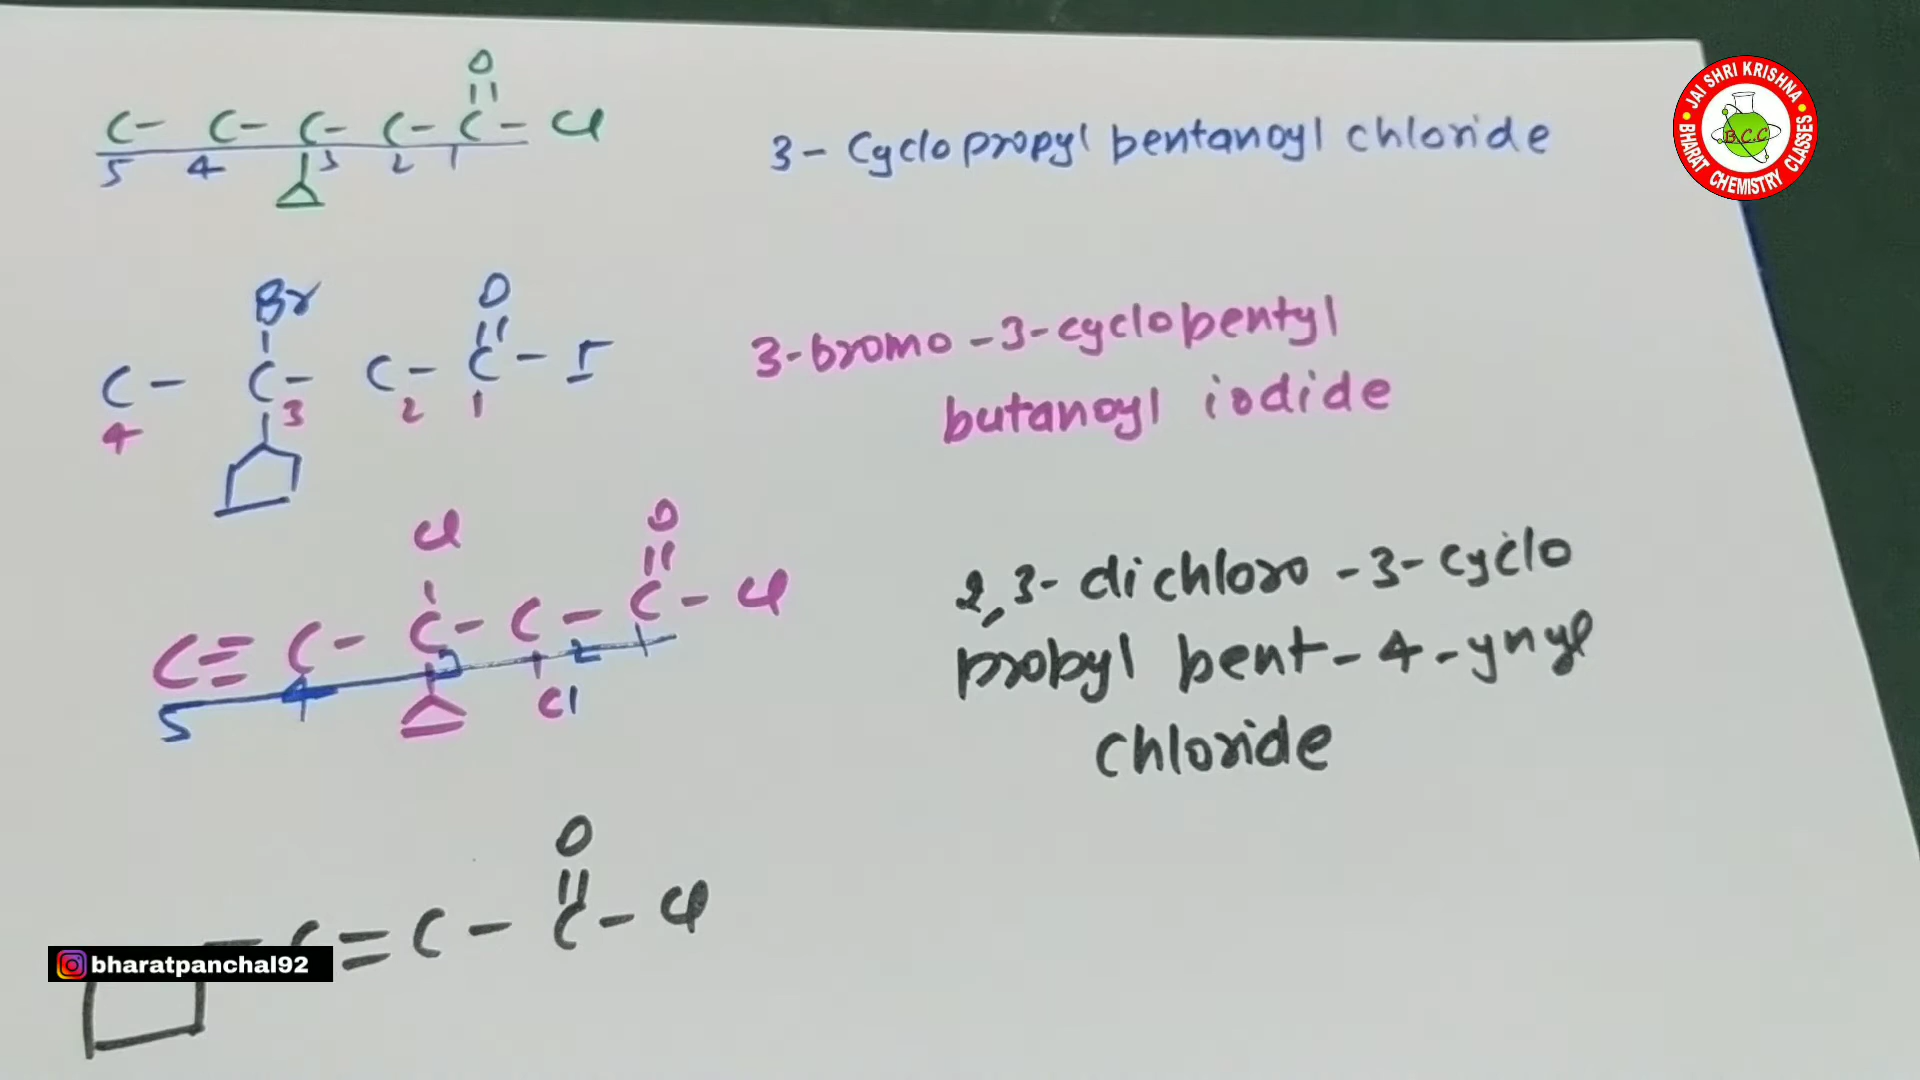 O
C- C- C- C- C- Cl
5 4 3 2 1
3- Cyclopropyl pentanoyl chloride
Br O
C- C- C- C- I
4 3 2 1
3-bromo-3-cyclopentyl
butanoyl iodide
Cl O
C≡C-C-C-C-Cl
5 4 3 2 1
Cl
2,3-dichloro-3-cyclo
propyl pent-4-ynyl
chloride
O
-C=C-C-Cl
bharatpanchal92
JAI SHRI KRISHNA
B.C.C
BHARAT CHEMISTRY CLASSES